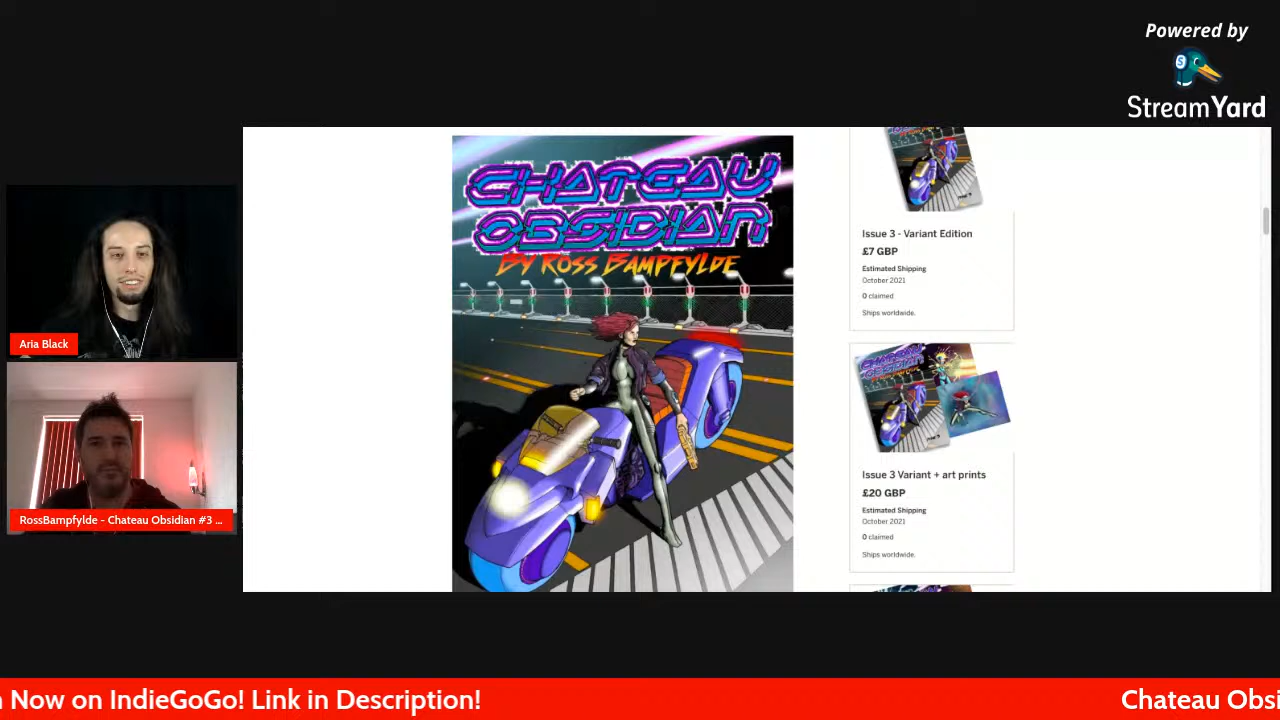 Powered by
StreamYard
Aria Black
RossBampfylde - Chateau Obsidian #3 ...
CHATEAU
OBSIDIAN
By Ross Bampfylde
Issue 3 - Variant Edition
£7 GBP
Estimated Shipping
October 2021
0 claimed
Ships worldwide.
Issue 3 Variant + art prints
£20 GBP
Estimated Shipping
October 2021
0 claimed
Ships worldwide.
Now on IndieGoGo! Link in Description!
Chateau Obsi